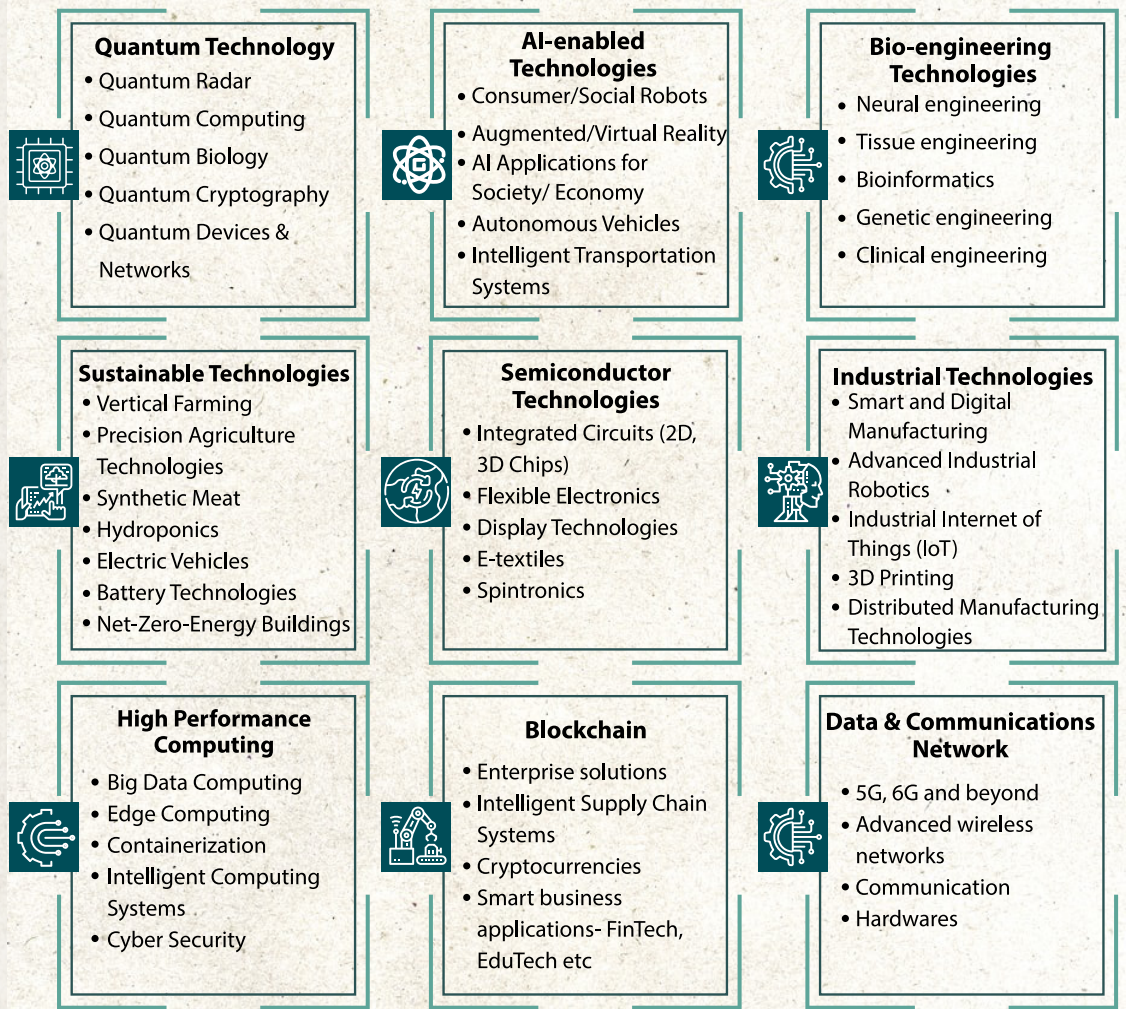 Quantum Technology
• Quantum Radar
• Quantum Computing
• Quantum Biology
• Quantum Cryptography
• Quantum Devices &
Networks
AI-enabled
Technologies
• Consumer/Social Robots
• Augmented/Virtual Reality
• AI Applications for
Society/ Economy
• Autonomous Vehicles
• Intelligent Transportation
Systems
Bio-engineering
Technologies
• Neural engineering
• Tissue engineering
• Bioinformatics
• Genetic engineering
• Clinical engineering
Sustainable Technologies
• Vertical Farming
• Precision Agriculture
Technologies
• Synthetic Meat
• Hydroponics
• Electric Vehicles
• Battery Technologies
• Net-Zero-Energy Buildings
Semiconductor
Technologies
• Integrated Circuits (2D,
3D Chips)
• Flexible Electronics
• Display Technologies
• E-textiles
• Spintronics
Industrial Technologies
• Smart and Digital
Manufacturing
• Advanced Industrial
Robotics
• Industrial Internet of
Things (IoT)
• 3D Printing
• Distributed Manufacturing
Technologies
High Performance
Computing
• Big Data Computing
• Edge Computing
• Containerization
• Intelligent Computing
Systems
• Cyber Security
Blockchain
• Enterprise solutions
• Intelligent Supply Chain
Systems
• Cryptocurrencies
• Smart business
applications- FinTech,
EduTech etc
Data & Communications
Network
• 5G, 6G and beyond
• Advanced wireless
networks
• Communication
• Hardwares